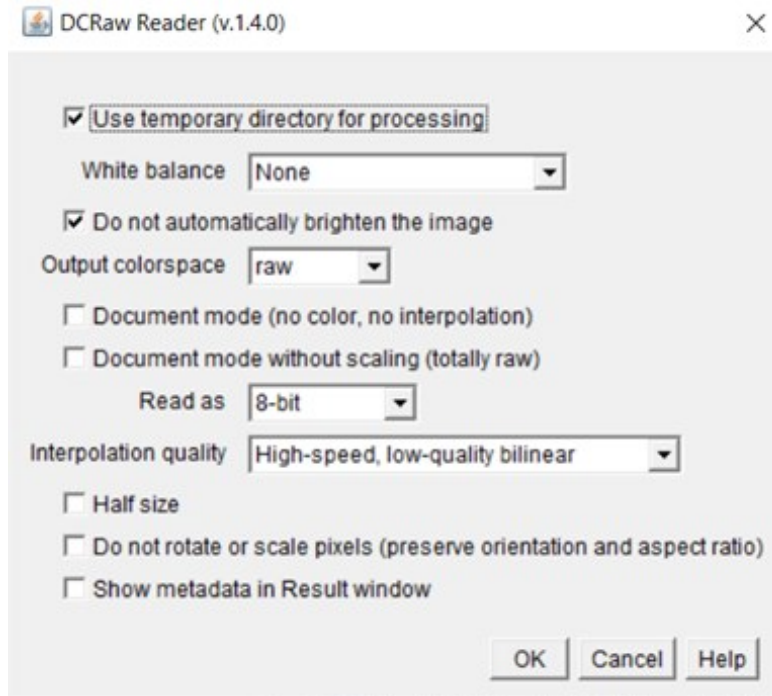 DCRaw Reader (v.1.4.0)
Use temporary directory for processing
White balance None
Do not automatically brighten the image
Output colorspace raw
Document mode (no color, no interpolation)
Document mode without scaling (totally raw)
Read as 8-bit
Interpolation quality High-speed, low-quality bilinear
Half size
Do not rotate or scale pixels (preserve orientation and aspect ratio)
Show metadata in Result window
OK Cancel Help